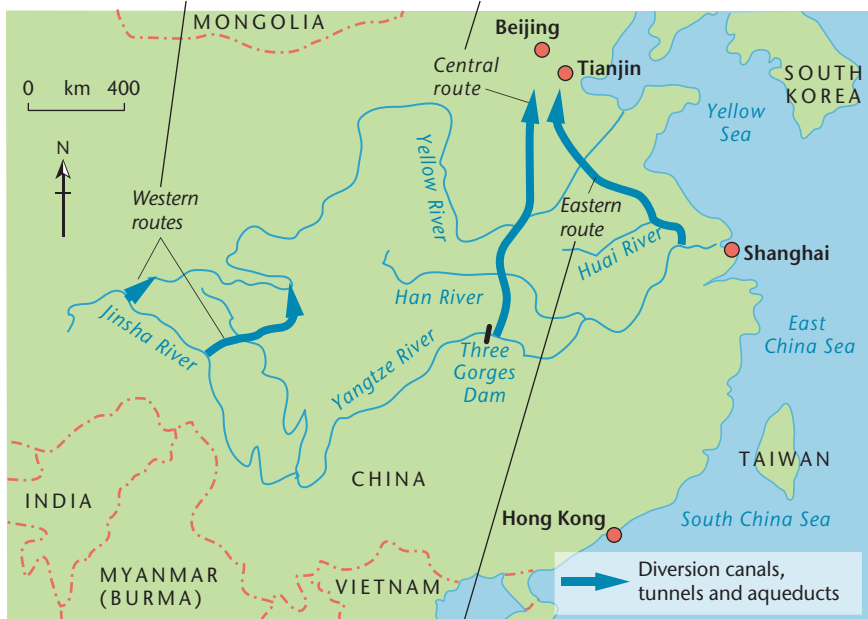 MONGOLIA
Beijing
Tianjin
Central
route
SOUTH
KOREA
0 km 400
Yellow
Sea
N
Yellow River
Western
routes
Eastern
route
Huai River
Shanghai
Han River
Jinsha River
East
China Sea
Yangtze River
Three
Gorges
Dam
TAIWAN
CHINA
INDIA
Hong Kong
South China Sea
MYANMAR
(BURMA)
VIETNAM
Diversion canals,
tunnels and aqueducts